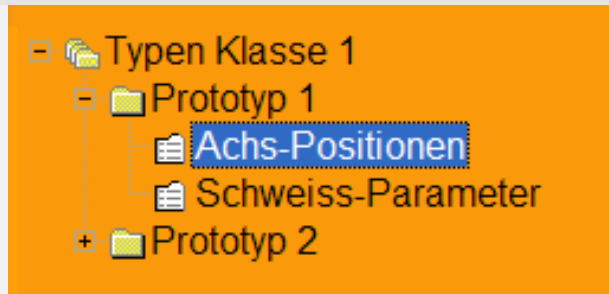 Typen Klasse 1
Prototyp 1
Achs-Positionen
Schweiss-Parameter
Prototyp 2